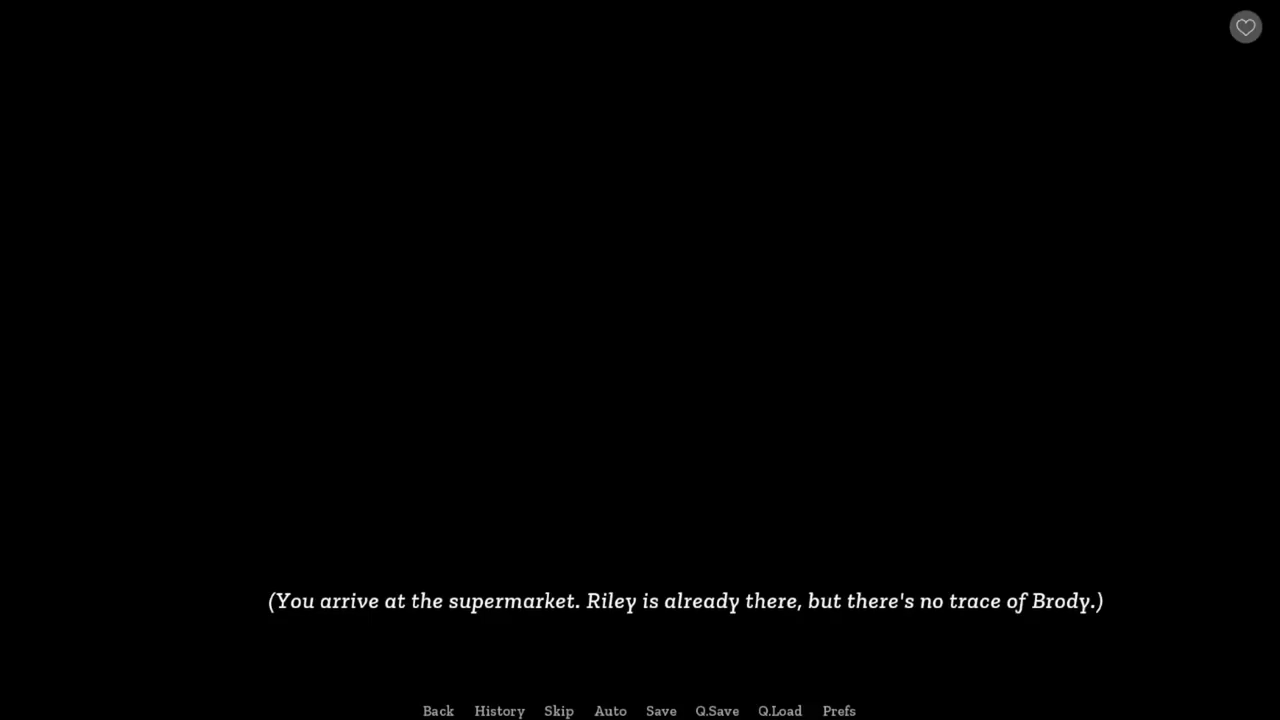 (You arrive at the supermarket. Riley is already there, but there's no trace of Brody.)
Back History Skip Auto Save Q.Save Q.Load Prefs